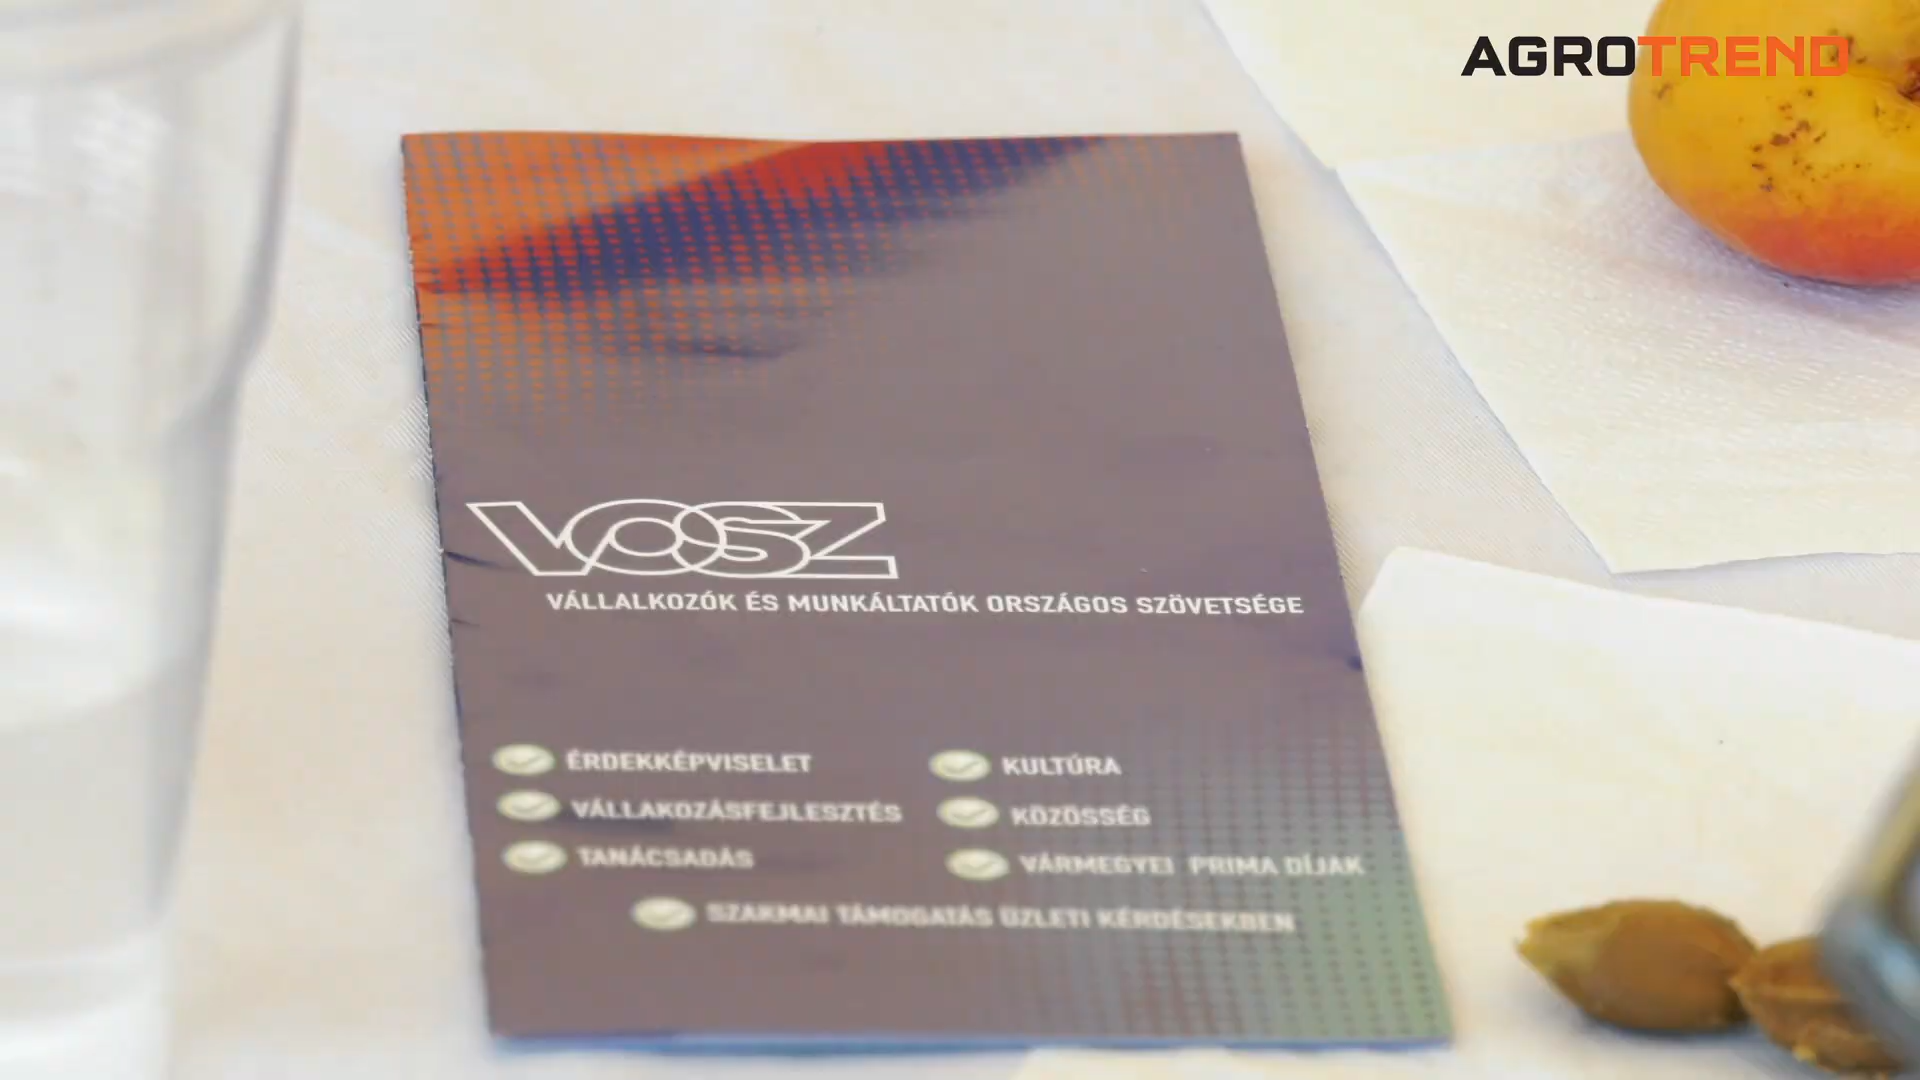 AGROTREND
VOSZ
VÁLLALKOZÓK ÉS MUNKÁLTATÓK ORSZÁGOS SZÖVETSÉGE
ÉRDEKKÉPVISELET
VÁLLAKOZÁSFEJLESZTÉS
TANÁCSADÁS
KULTÚRA
KÖZÖSSÉG
VÁRMEGYEI PRIMA DÍJAK
SZAKMAI TÁMOGATÁS ÜZLETI KÉRDÉSEKBEN